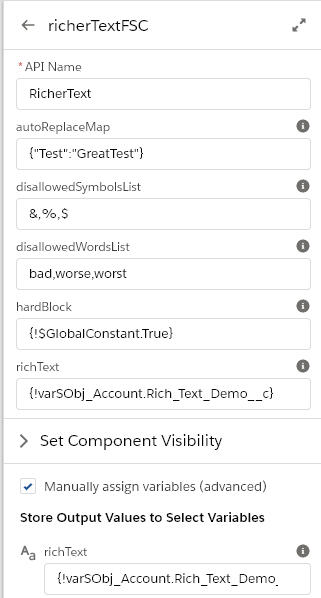 richerTextFSC
* API Name
RicherText
autoReplaceMap
{"Test":"GreatTest"}
disallowedSymbolsList
&,%,$
disallowedWordsList
bad,worse,worst
hardBlock
{!$GlobalConstant.True}
richText
{!varSObj_Account.Rich_Text_Demo__c}
Set Component Visibility
Manually assign variables (advanced)
Store Output Values to Select Variables
Aa richText
{!varSObj_Account.Rich_Text_Demo_